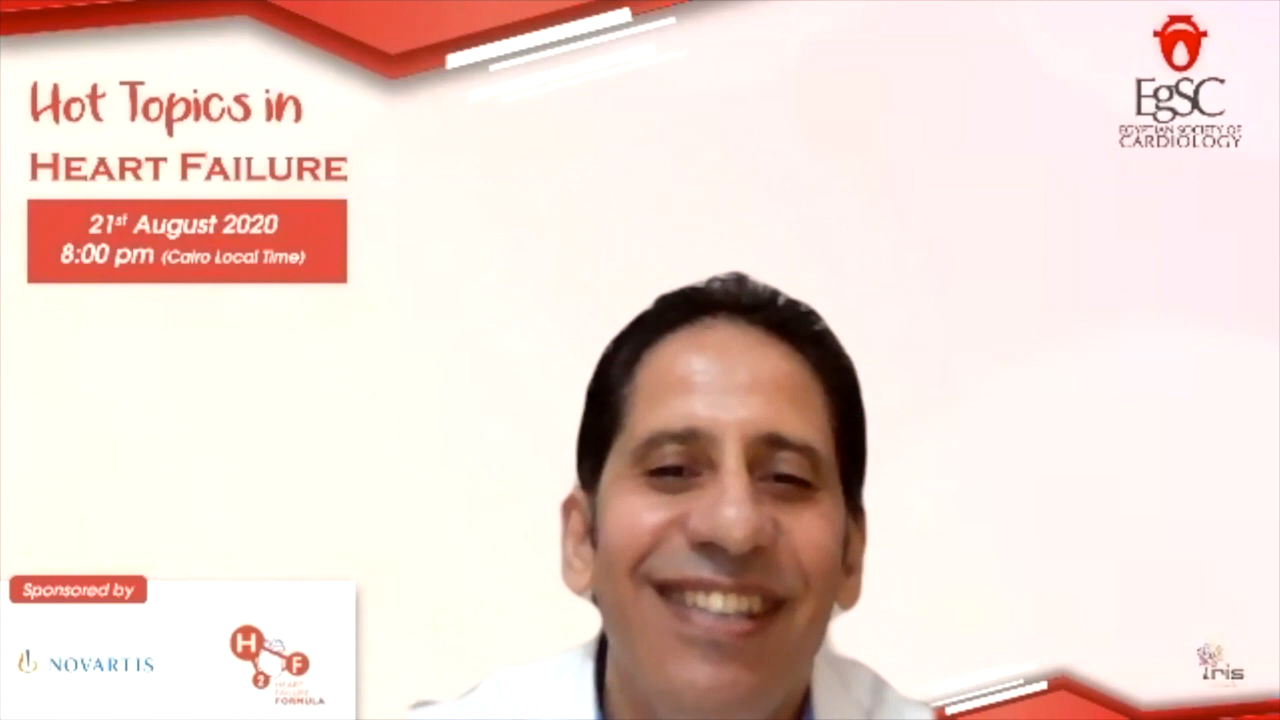 Hot Topics in
HEART FAILURE
21st August 2020
8:00 pm (Cairo Local Time)
EgSC
EGYPTIAN SOCIETY OF
CARDIOLOGY
Sponsored by
NOVARTIS
H
F
2
HEART
FAILURE
FORMULA
Iris